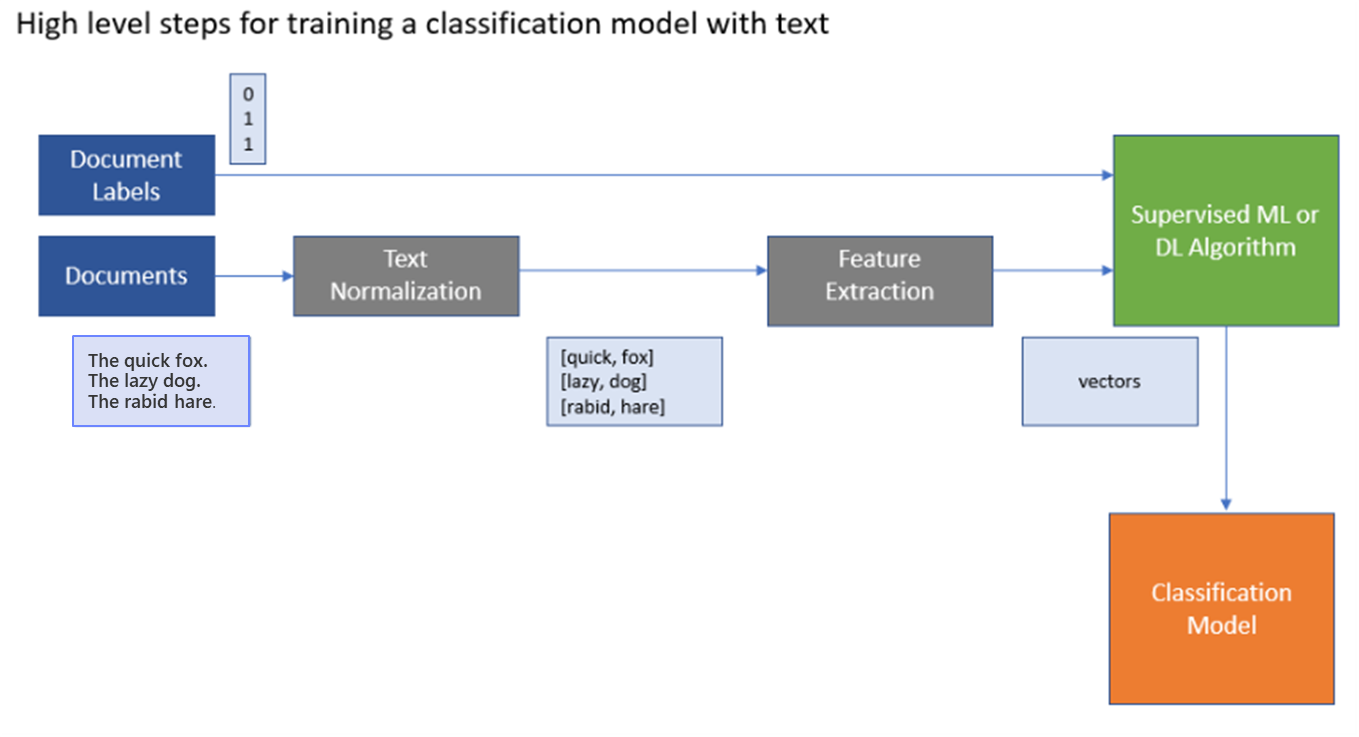 High level steps for training a classification model with text
0
1
1
Document
Labels
Supervised ML or
DL Algorithm
Documents
Text
Normalization
Feature
Extraction
The quick fox.
The lazy dog.
The rabid hare.
[quick, fox]
[lazy, dog]
[rabid, hare]
vectors
Classification
Model